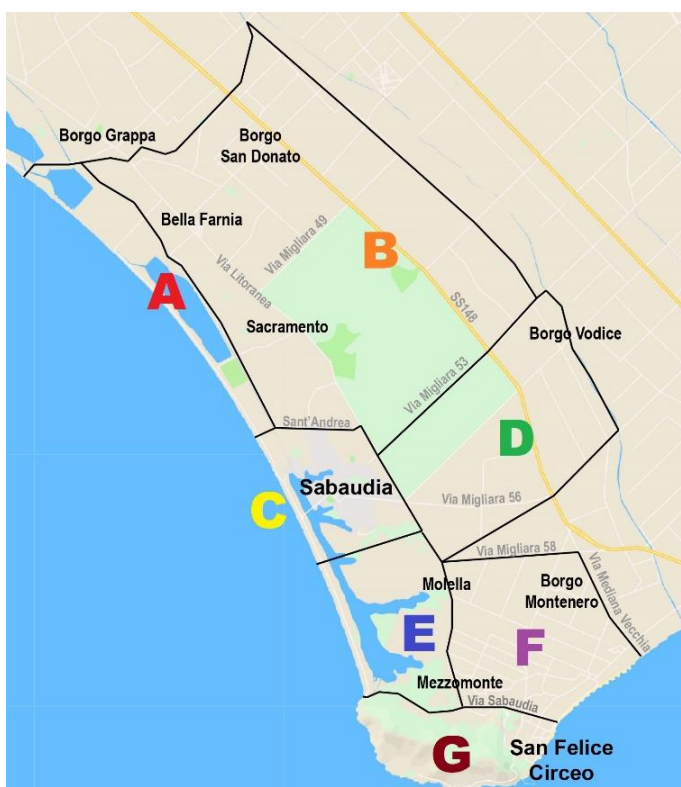 Borgo Grappa
Borgo
San Donato
Bella Farnia
Via Migliara 49
B
A
Via Litoranea
SS148
Sacramento
Borgo Vodice
Via Migliara 53
Sant'Andrea
D
Sabaudia
Via Migliara 56
C
Via Migliara 58
Molella
Borgo
Montenero
Via Mediana Vecchia
E
F
Mezzomonte
Via Sabaudia
G
San Felice
Circeo